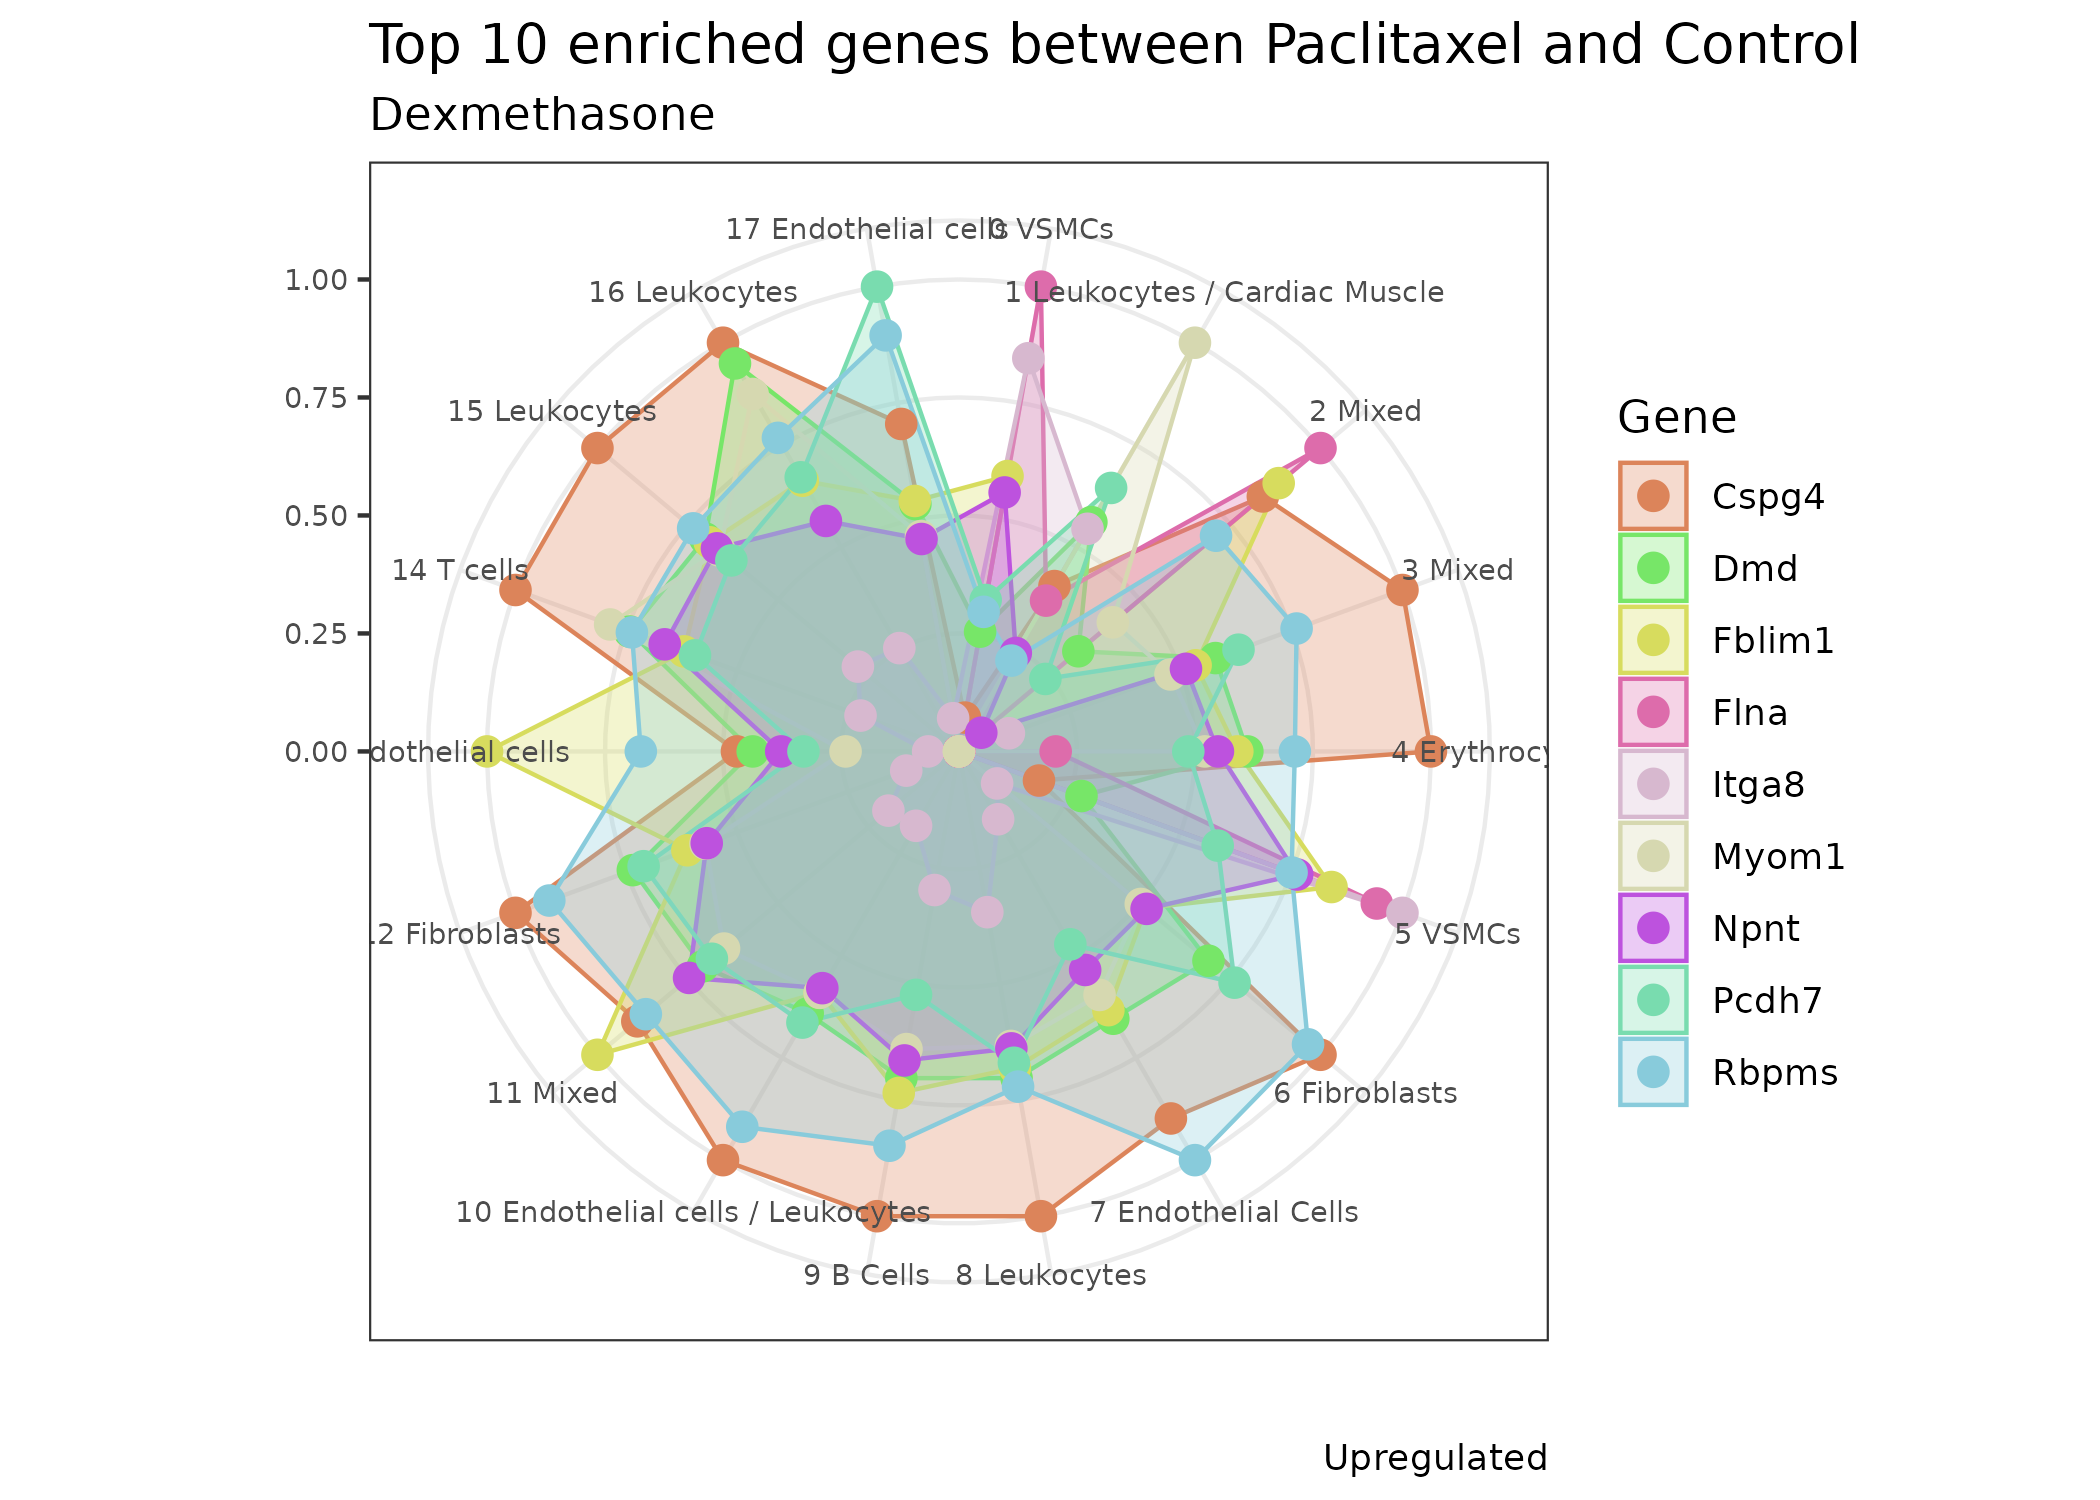 Top 10 enriched genes between Paclitaxel and Control
Dexmethasone
17 Endothelial cells
0 VSMCs
16 Leukocytes
1 Leukocytes / Cardiac Muscle
15 Leukocytes
2 Mixed
14 T cells
3 Mixed
dothelial cells
4 Erythrocy
2 Fibroblasts
5 VSMCs
11 Mixed
6 Fibroblasts
10 Endothelial cells / Leukocytes
7 Endothelial Cells
9 B Cells
8 Leukocytes
1.00
0.75
0.50
0.25
0.00
Gene
Cspg4
Dmd
Fblim1
Flna
Itga8
Myom1
Npnt
Pcdh7
Rbpms
Upregulated